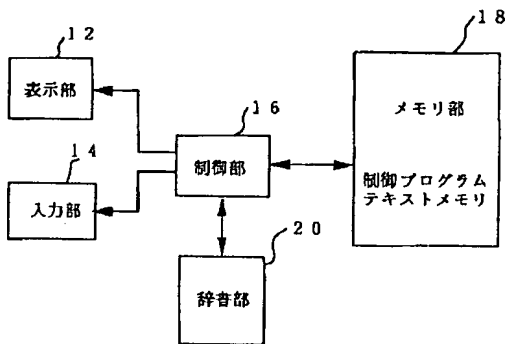 12
表示部
14
入力部
16
制御部
18
メモリ部
制御プログラム
テキストメモリ
20
辞書部